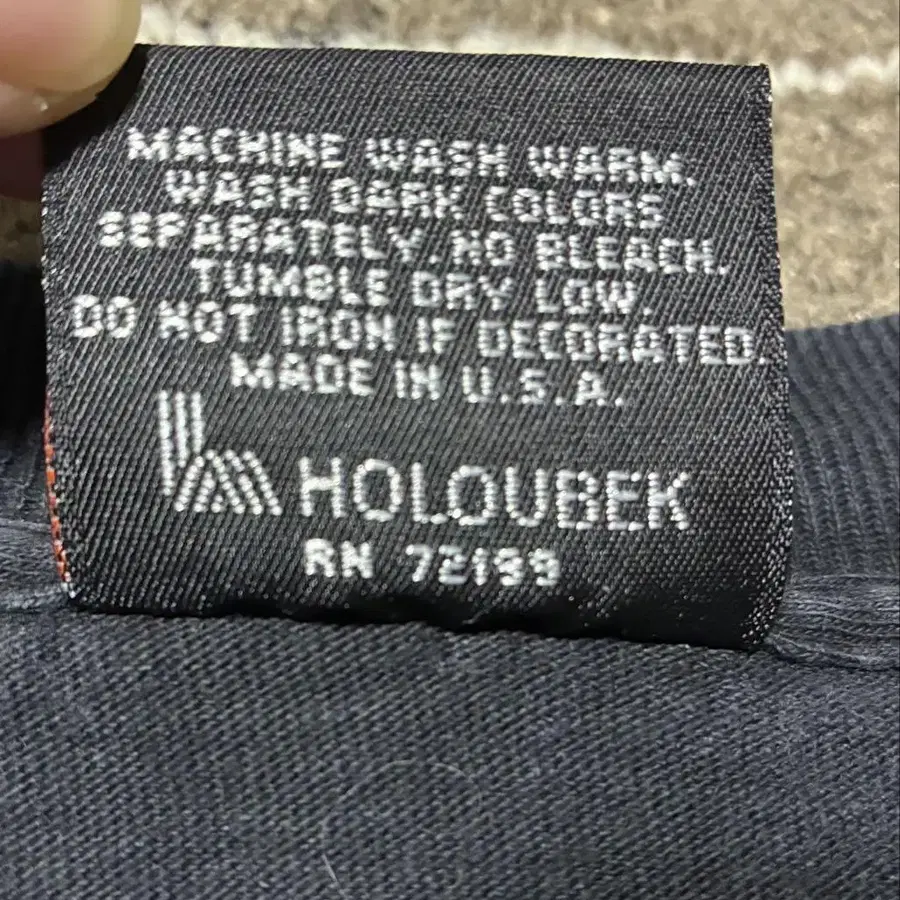 MACHINE WASH WARM.
WASH DARK COLORS
SEPARATELY. NO BLEACH.
TUMBLE DRY LOW.
DO NOT IRON IF DECORATED.
MADE IN U.S.A.
HOLOUBEK
RN 72199